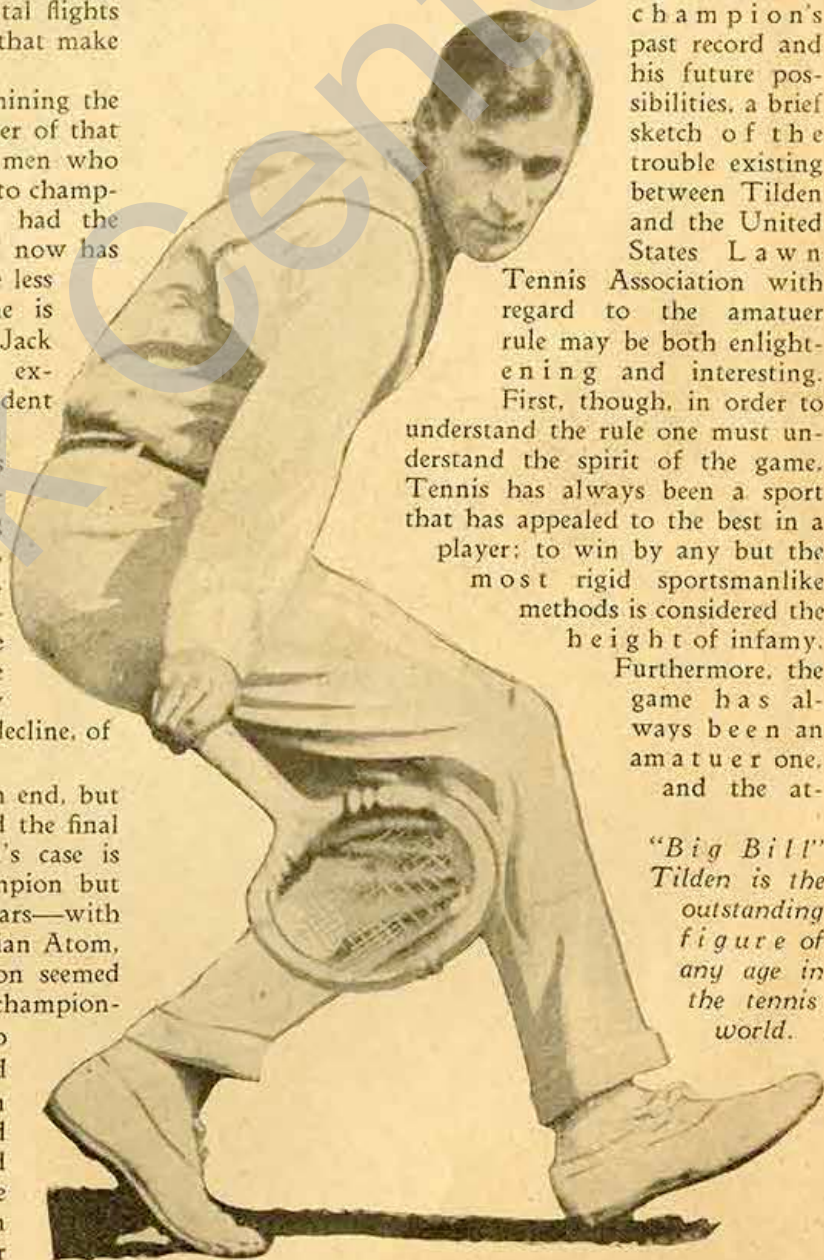 tal flights
that make
ining the
er of that
men who
to champ-
had the
now has
less
e is
Jack
ex-
dent
s
e
e
decline, of
end, but
the final
's case is
mpion but
ars—with
an Atom,
on seemed
champion-
o
d
n
d
d
e
n
r
champion's
past record and
his future pos-
sibilities, a brief
sketch of the
trouble existing
between Tilden
and the United
States Lawn
Tennis Association with
regard to the amatuer
rule may be both enlight-
ening and interesting.
First, though, in order to
understand the rule one must un-
derstand the spirit of the game.
Tennis has always been a sport
that has appealed to the best in a
player; to win by any but the
most rigid sportsmanlike
methods is considered the
height of infamy.
Furthermore, the
game has al-
ways been an
amatuer one,
and the at-
"Big Bill"
Tilden is the
outstanding
figure of
any age in
the tennis
world.